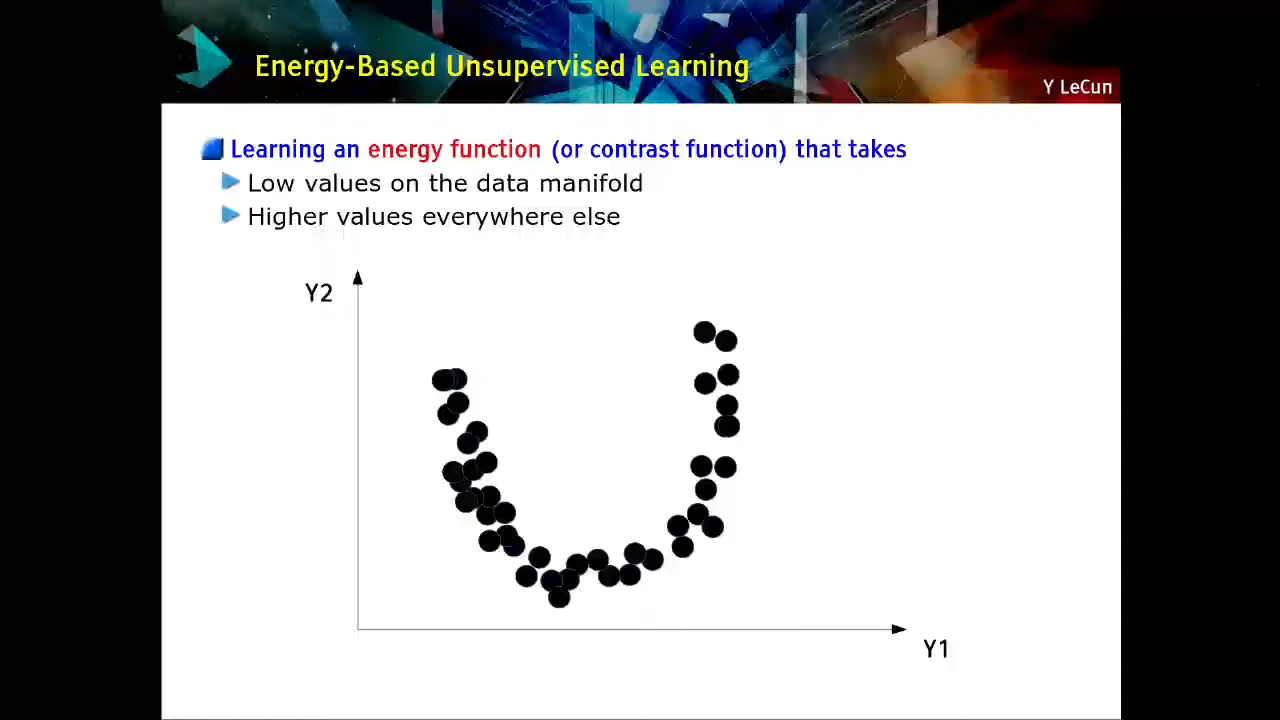 Energy-Based Unsupervised Learning
Y LeCun
Learning an energy function (or contrast function) that takes
Low values on the data manifold
Higher values everywhere else
Y2
Y1